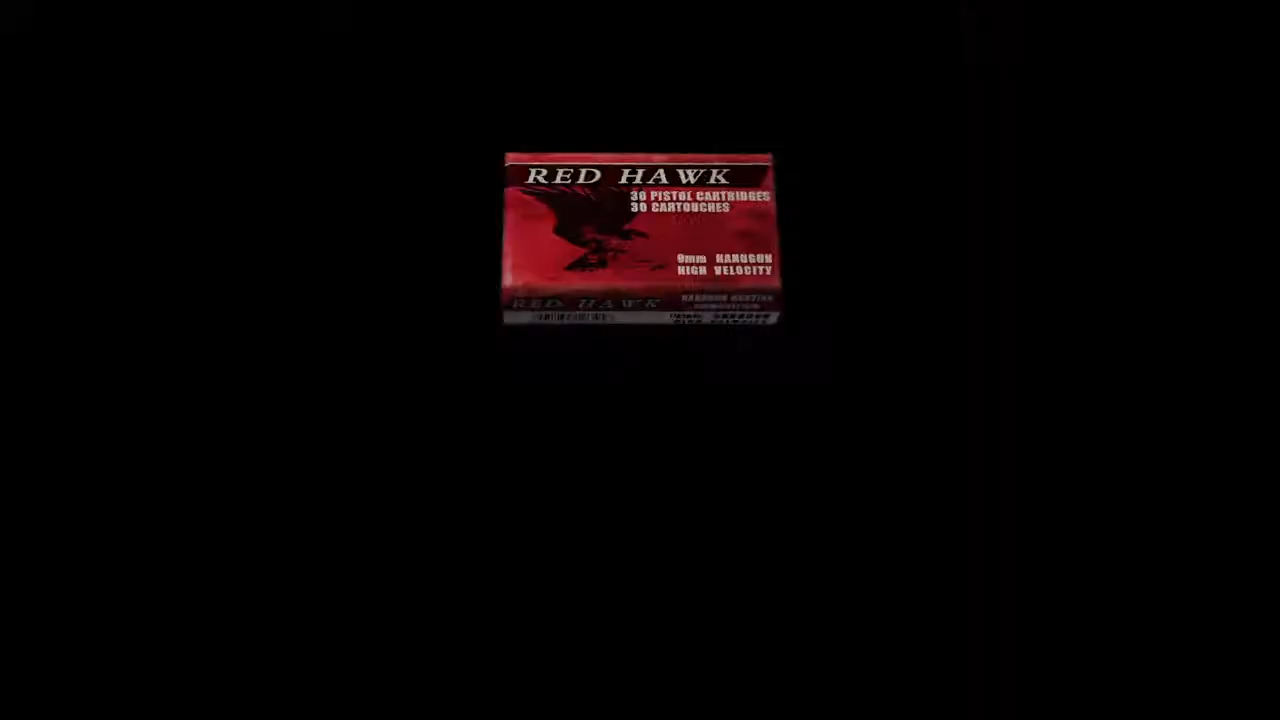 RED HAWK
30 PISTOL CARTRIDGES
30 CARTOUCHES
9mm HANDGUN
HIGH VELOCITY
RED HAWK